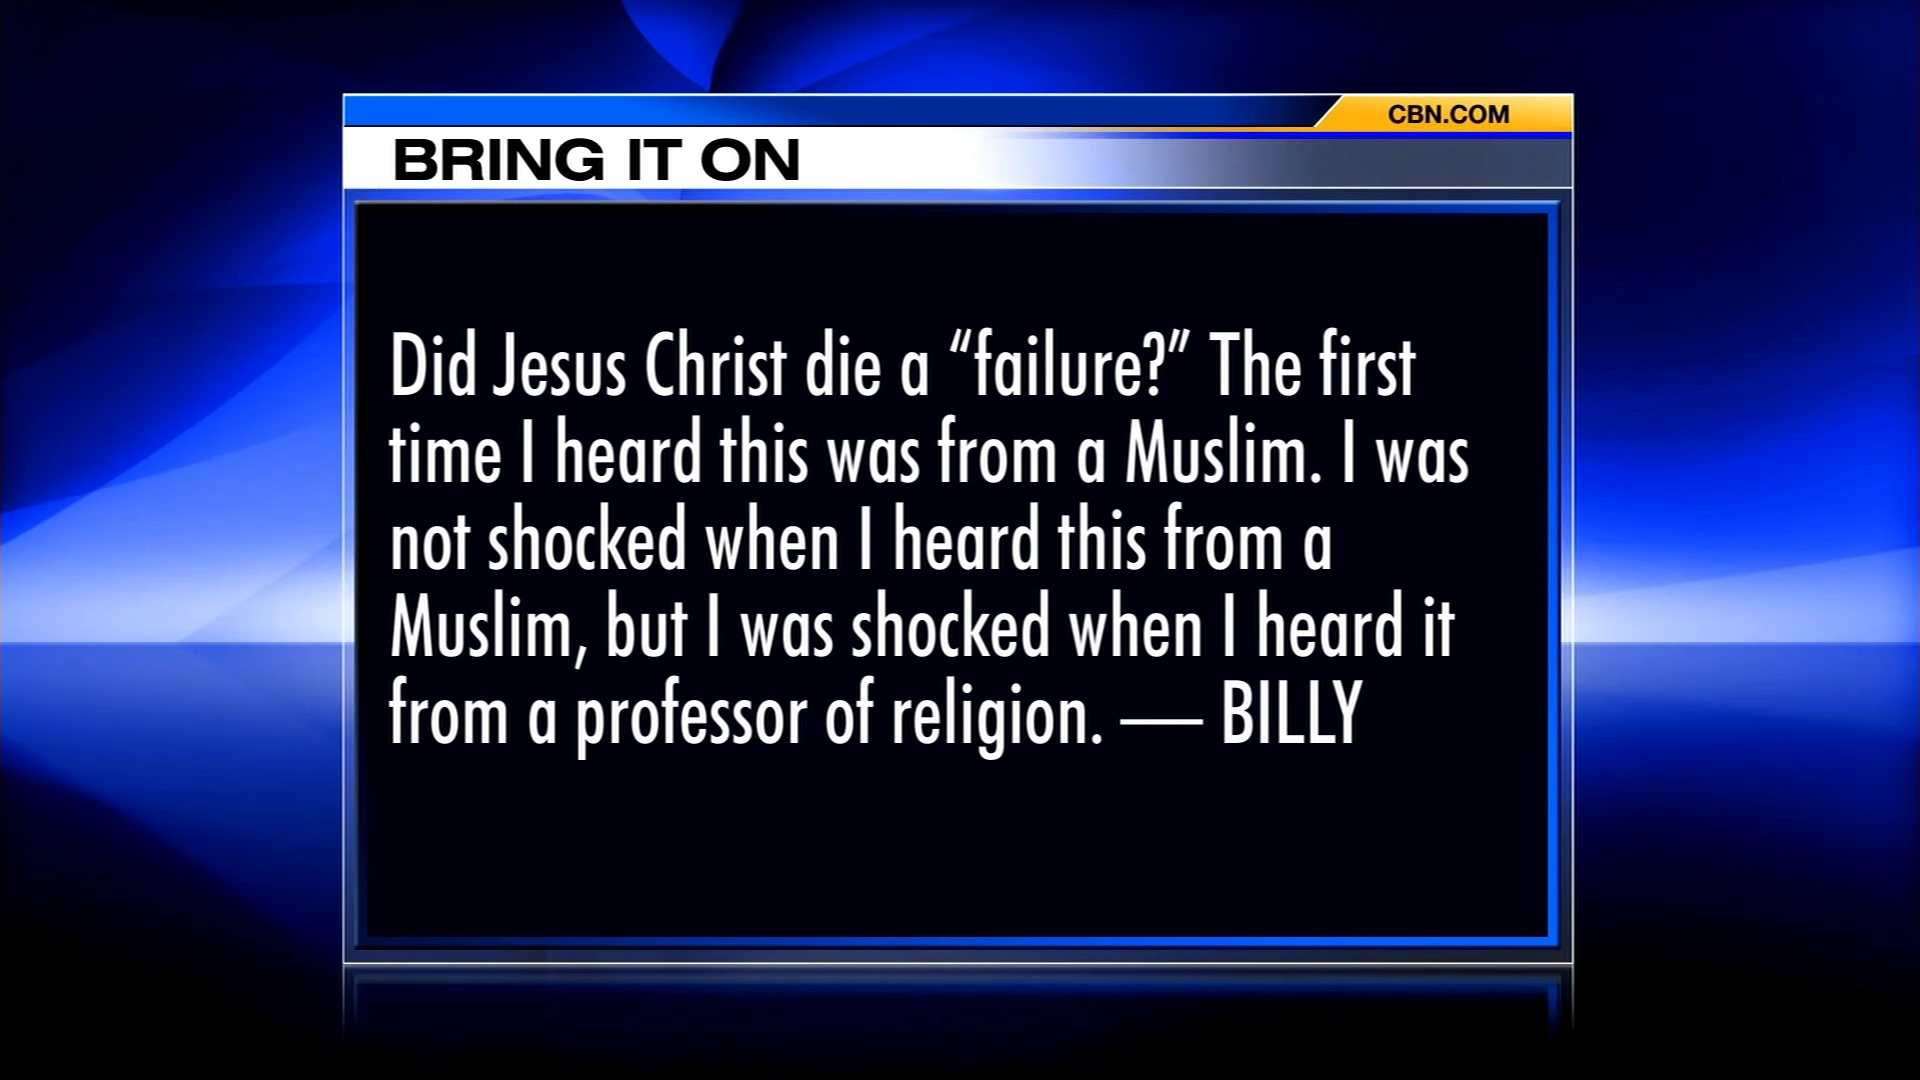 CBN.COM
BRING IT ON
Did Jesus Christ die a “failure?” The first
time I heard this was from a Muslim. I was
not shocked when I heard this from a
Muslim, but I was shocked when I heard it
from a professor of religion. — BILLY